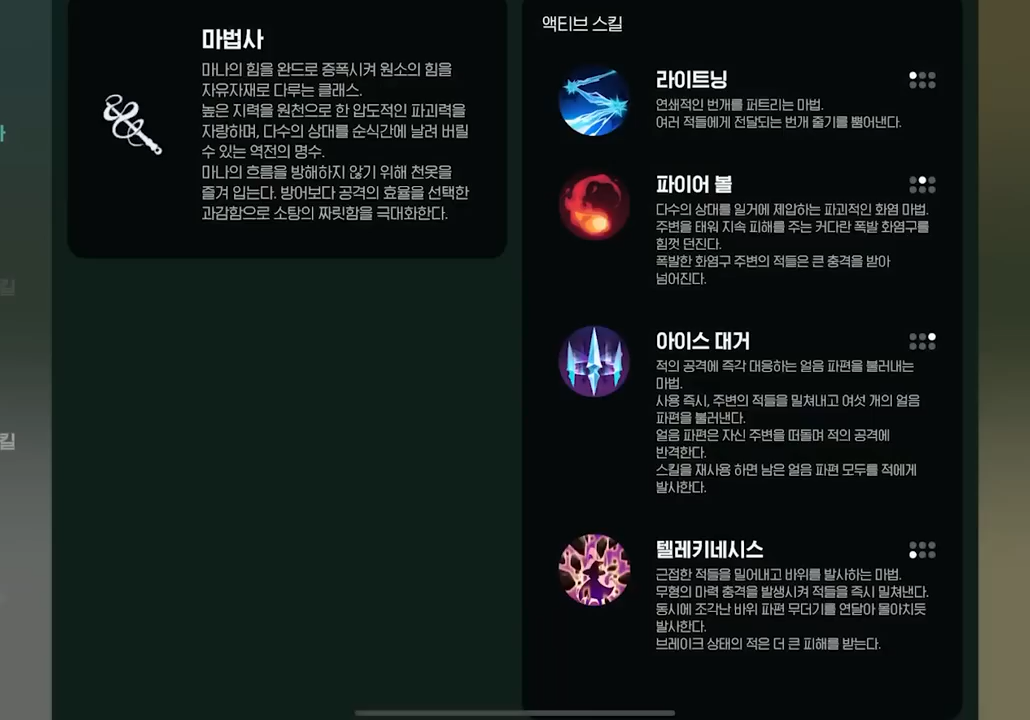 마법사
마나의 힘을 완드로 증폭시켜 원소의 힘을
자유자재로 다루는 클래스.
높은 지력을 원천으로 한 압도적인 파괴력을
자랑하며, 다수의 상대를 순식간에 날려 버릴
수 있는 역전의 명수.
마나의 흐름을 방해하지 않기 위해 천옷을
즐겨 입는다. 방어보다 공격의 효율을 선택한
과감함으로 소탕의 짜릿함을 극대화한다.
킬
킬
액티브 스킬
라이트닝
연쇄적인 번개를 퍼트리는 마법.
여러 적들에게 전달되는 번개 줄기를 뿜어낸다.
파이어 볼
다수의 상대를 일거에 제압하는 파괴적인 화염 마법.
주변을 태워 지속 피해를 주는 커다란 폭발 화염구를
힘껏 던진다.
폭발한 화염구 주변의 적들은 큰 충격을 받아
넘어진다.
아이스 대거
적의 공격에 즉각 대응하는 얼음 파편을 불러내는
마법.
사용 즉시, 주변의 적들을 밀쳐내고 여섯 개의 얼음
파편을 불러낸다.
얼음 파편은 자신 주변을 떠돌며 적의 공격에
반격한다.
스킬을 재사용 하면 남은 얼음 파편 모두를 적에게
발사한다.
텔레키네시스
근접한 적들을 밀어내고 바위를 발사하는 마법.
무형의 마력 충격을 발생시켜 적들을 즉시 밀쳐낸다.
동시에 조각난 바위 파편 무더기를 연달아 몰아치듯
발사한다.
브레이크 상태의 적은 더 큰 피해를 받는다.